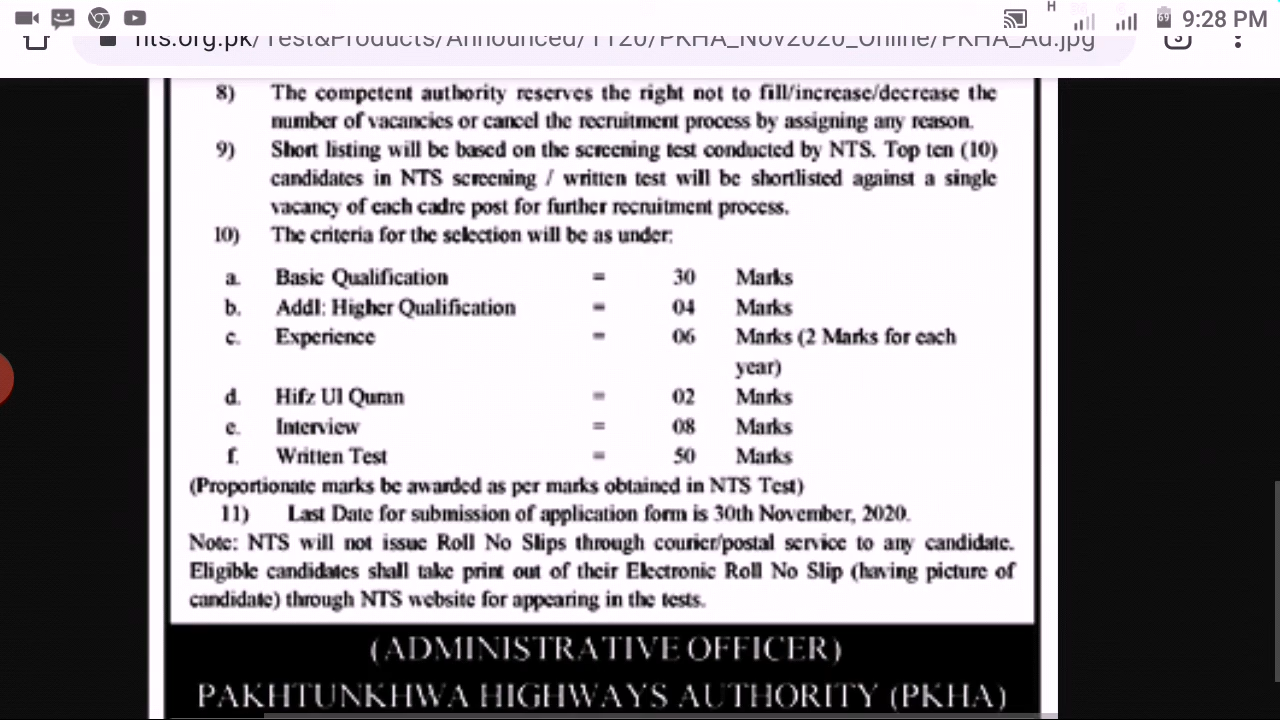 H
69
9:28 PM
nts.org.pk/Test&Products/Announced/1120/PKHA_Nov2020_Online/PKHA_Ad.jpg
3
8) The competent authority reserves the right not to fill/increase/decrease the
number of vacancies or cancel the recruitment process by assigning any reason.
9) Short listing will be based on the screening test conducted by NTS. Top ten (10)
candidates in NTS screening / written test will be shortlisted against a single
vacancy of each cadre post for further recruitment process.
10) The criteria for the selection will be as under:
a. Basic Qualification = 30 Marks
b. Addl: Higher Qualification = 04 Marks
c. Experience = 06 Marks (2 Marks for each
year)
d. Hifz Ul Quran = 02 Marks
e. Interview = 08 Marks
f. Written Test = 50 Marks
(Proportionate marks be awarded as per marks obtained in NTS Test)
11) Last Date for submission of application form is 30th November, 2020.
Note: NTS will not issue Roll No Slips through courier/postal service to any candidate.
Eligible candidates shall take print out of their Electronic Roll No Slip (having picture of
candidate) through NTS website for appearing in the tests.
(ADMINISTRATIVE OFFICER)
PAKHTUNKHWA HIGHWAYS AUTHORITY (PKHA)